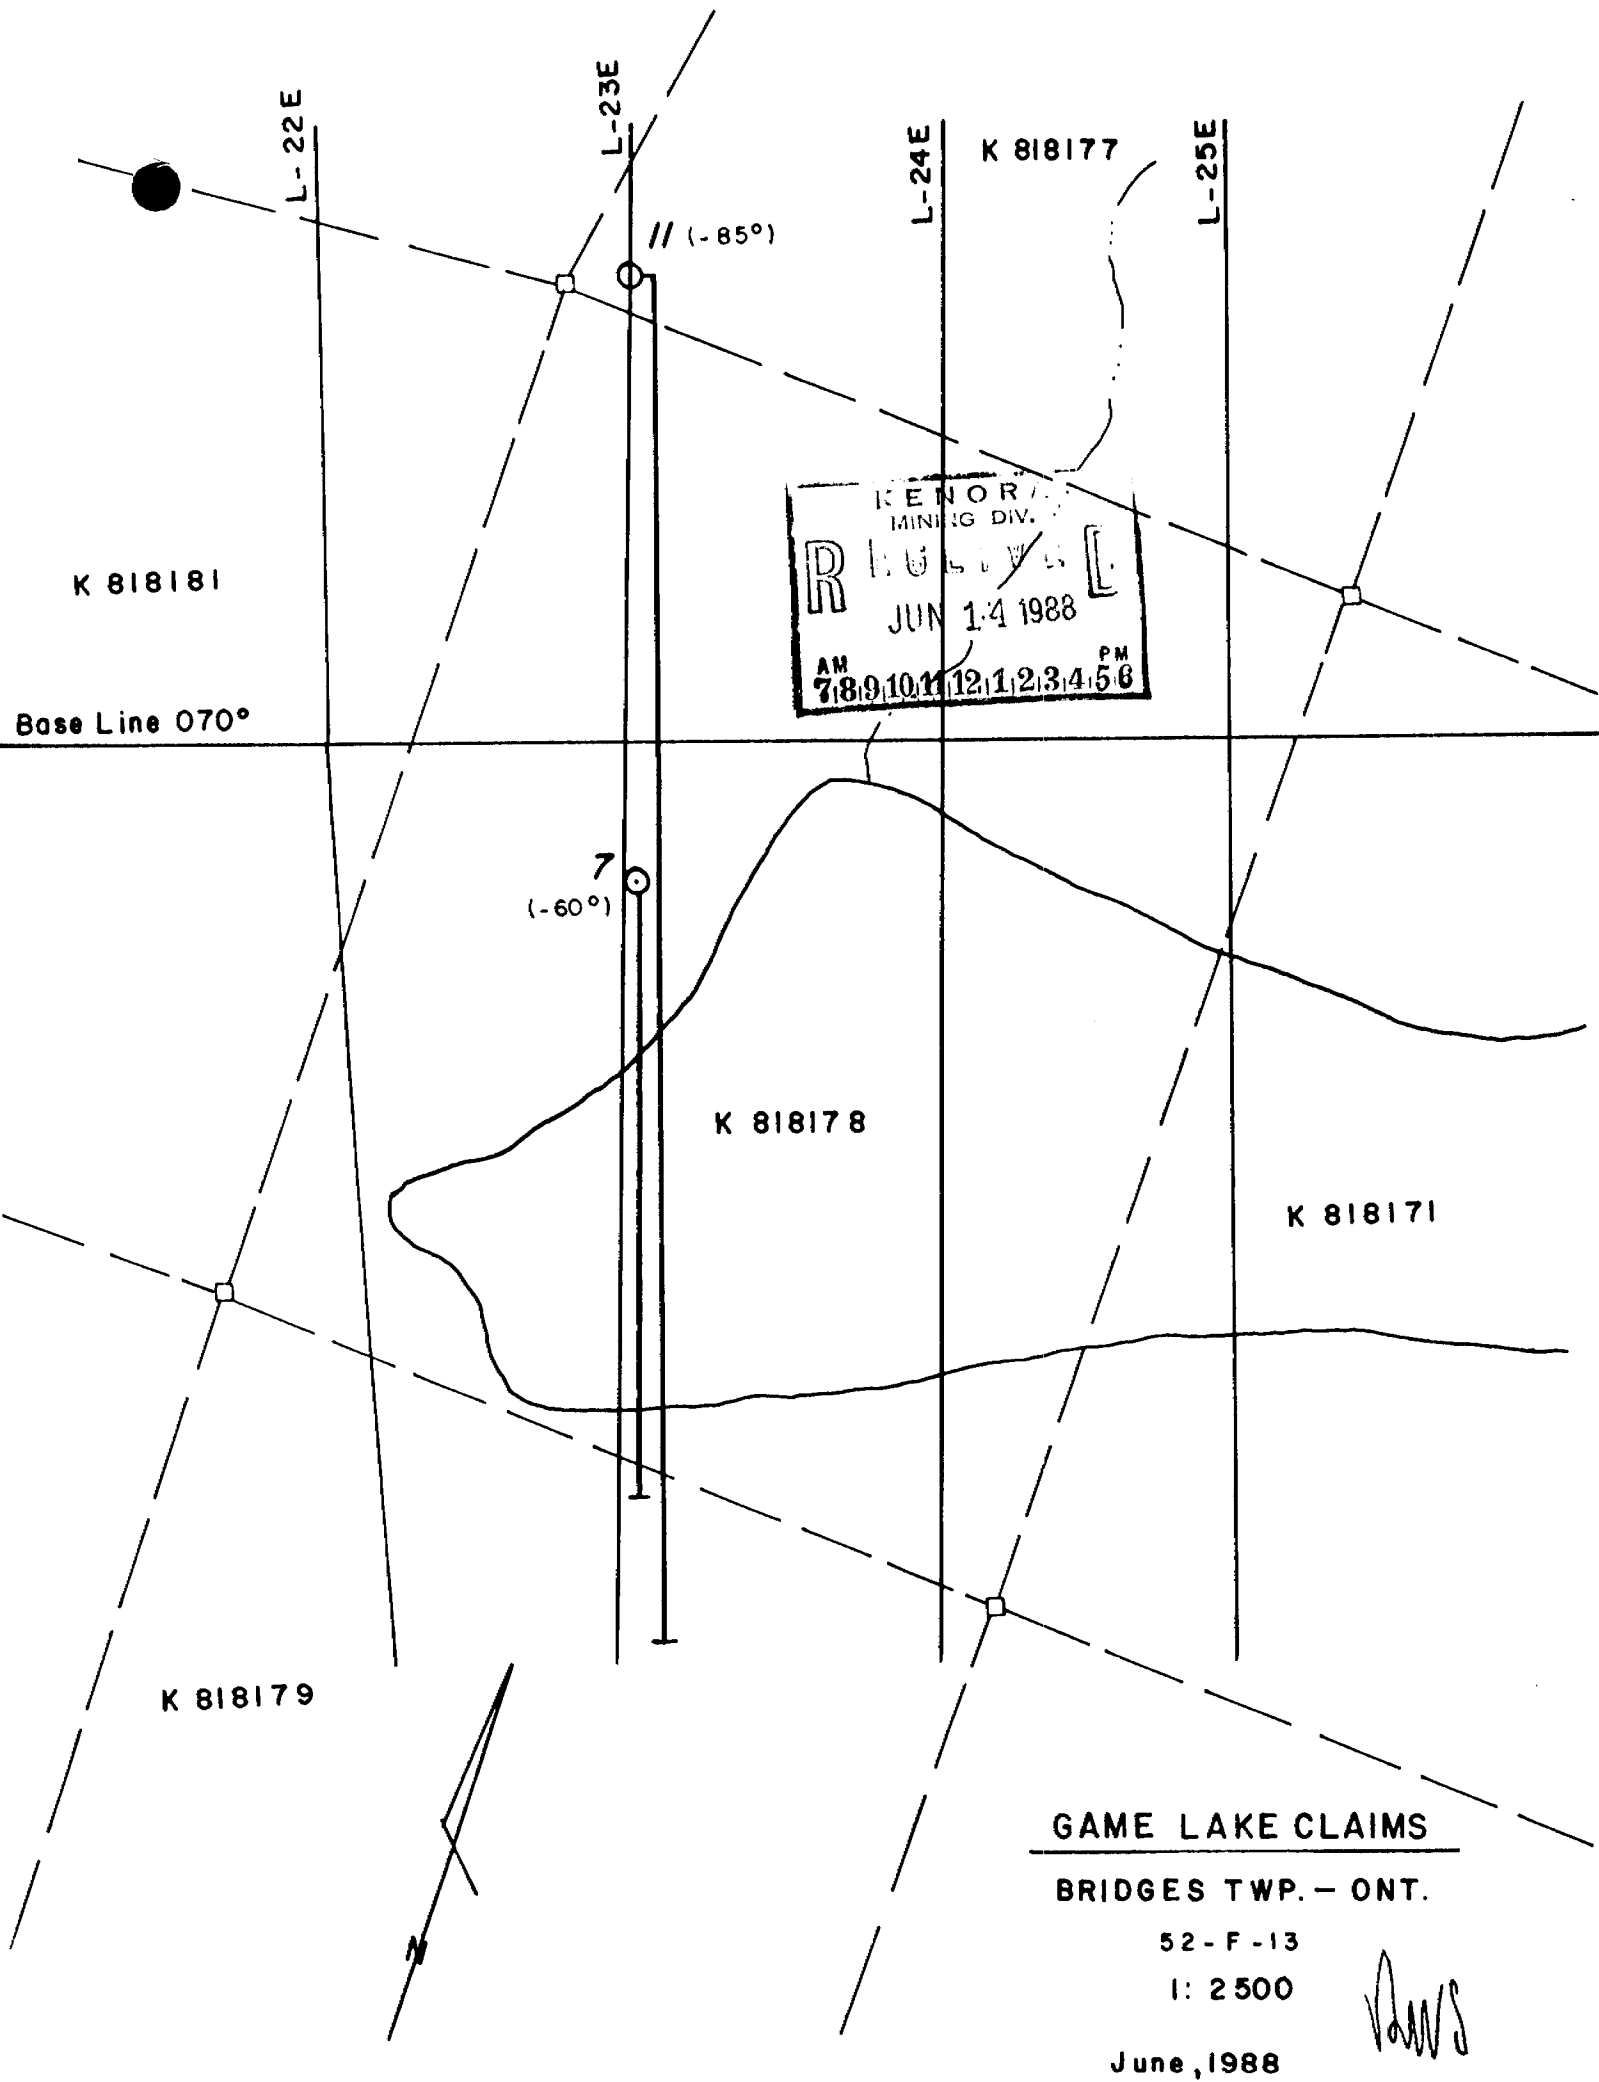 L-22E
L-23E
L-24E
K 818177
L-25E
11 (-85°)
KENOR
MINING DIV.
JUN 14 1988
AM PM
7 8 9 10 11 12 1 2 3 4 5 6
K 818181
Base Line 070°
7
(-60°)
K 818178
K 818171
K 818179
N
GAME LAKE CLAIMS
BRIDGES TWP. – ONT.
52-F-13
1: 2500
June, 1988